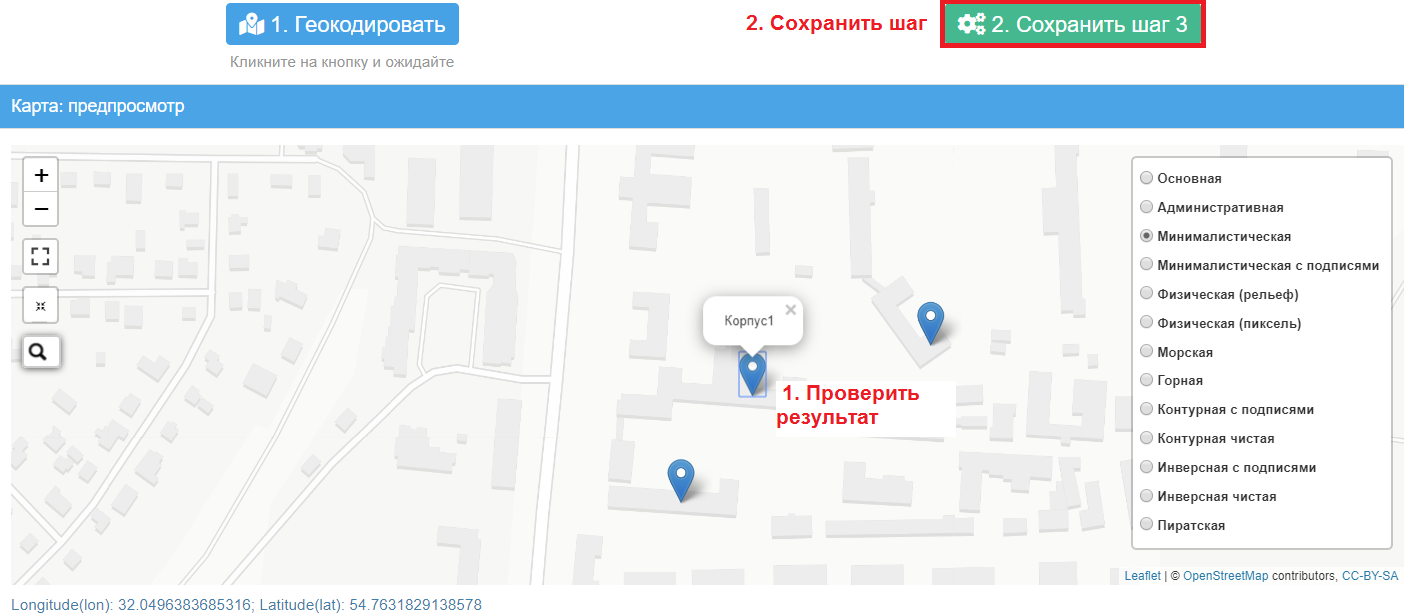 1. Геокодировать
2. Сохранить шаг
2. Сохранить шаг 3
Кликните на кнопку и ожидайте
Карта: предпросмотр
+
−
Корпус1
×
1. Проверить
результат
Основная
Административная
Минималистическая
Минималистическая с подписями
Физическая (рельеф)
Физическая (пиксель)
Морская
Горная
Контурная с подписями
Контурная чистая
Инверсная с подписями
Инверсная чистая
Пиратская
Leaflet | © OpenStreetMap contributors, CC-BY-SA
Longitude(lon): 32.0496383685316; Latitude(lat): 54.7631829138578